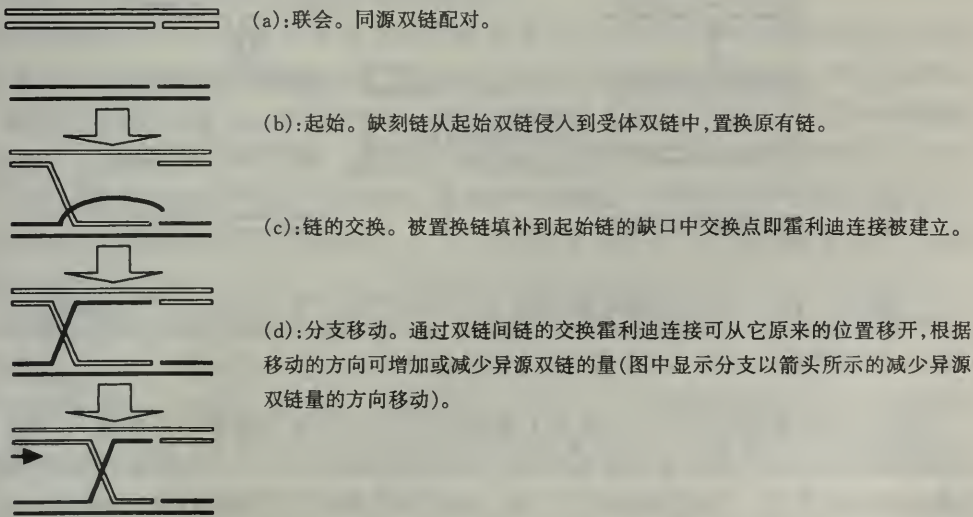 (a):联会。同源双链配对。
(b):起始。缺刻链从起始双链侵入到受体双链中,置换原有链。
(c):链的交换。被置换链填补到起始链的缺口中交换点即霍利迪连接被建立。
(d):分支移动。通过双链间链的交换霍利迪连接可从它原来的位置移开,根据
移动的方向可增加或减少异源双链的量(图中显示分支以箭头所示的减少异源
双链量的方向移动)。